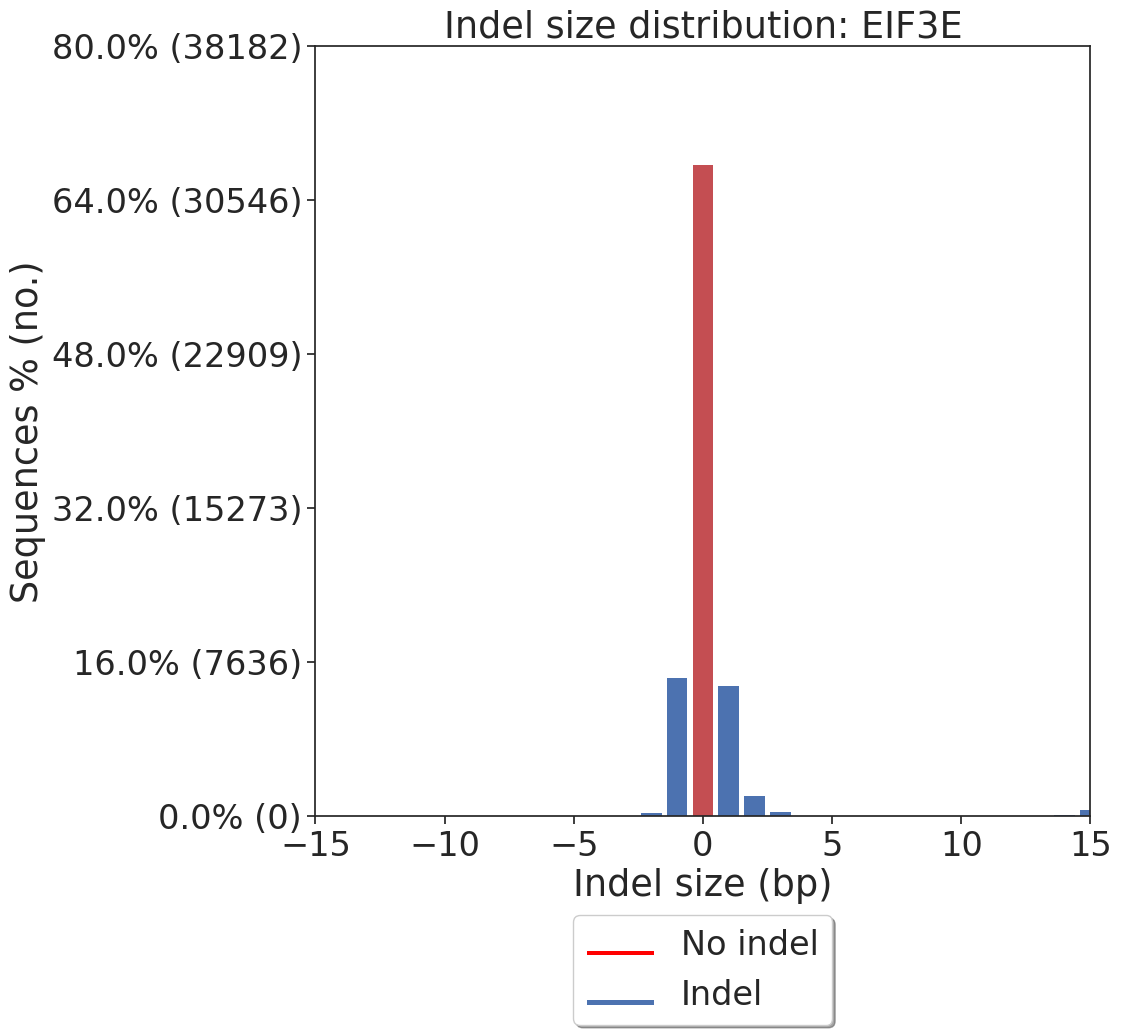 Indel size distribution: EIF3E
80.0% (38182)
64.0% (30546)
48.0% (22909)
32.0% (15273)
16.0% (7636)
0.0% (0)
Sequences % (no.)
−15 −10 −5 0 5 10 15
Indel size (bp)
No indel
Indel